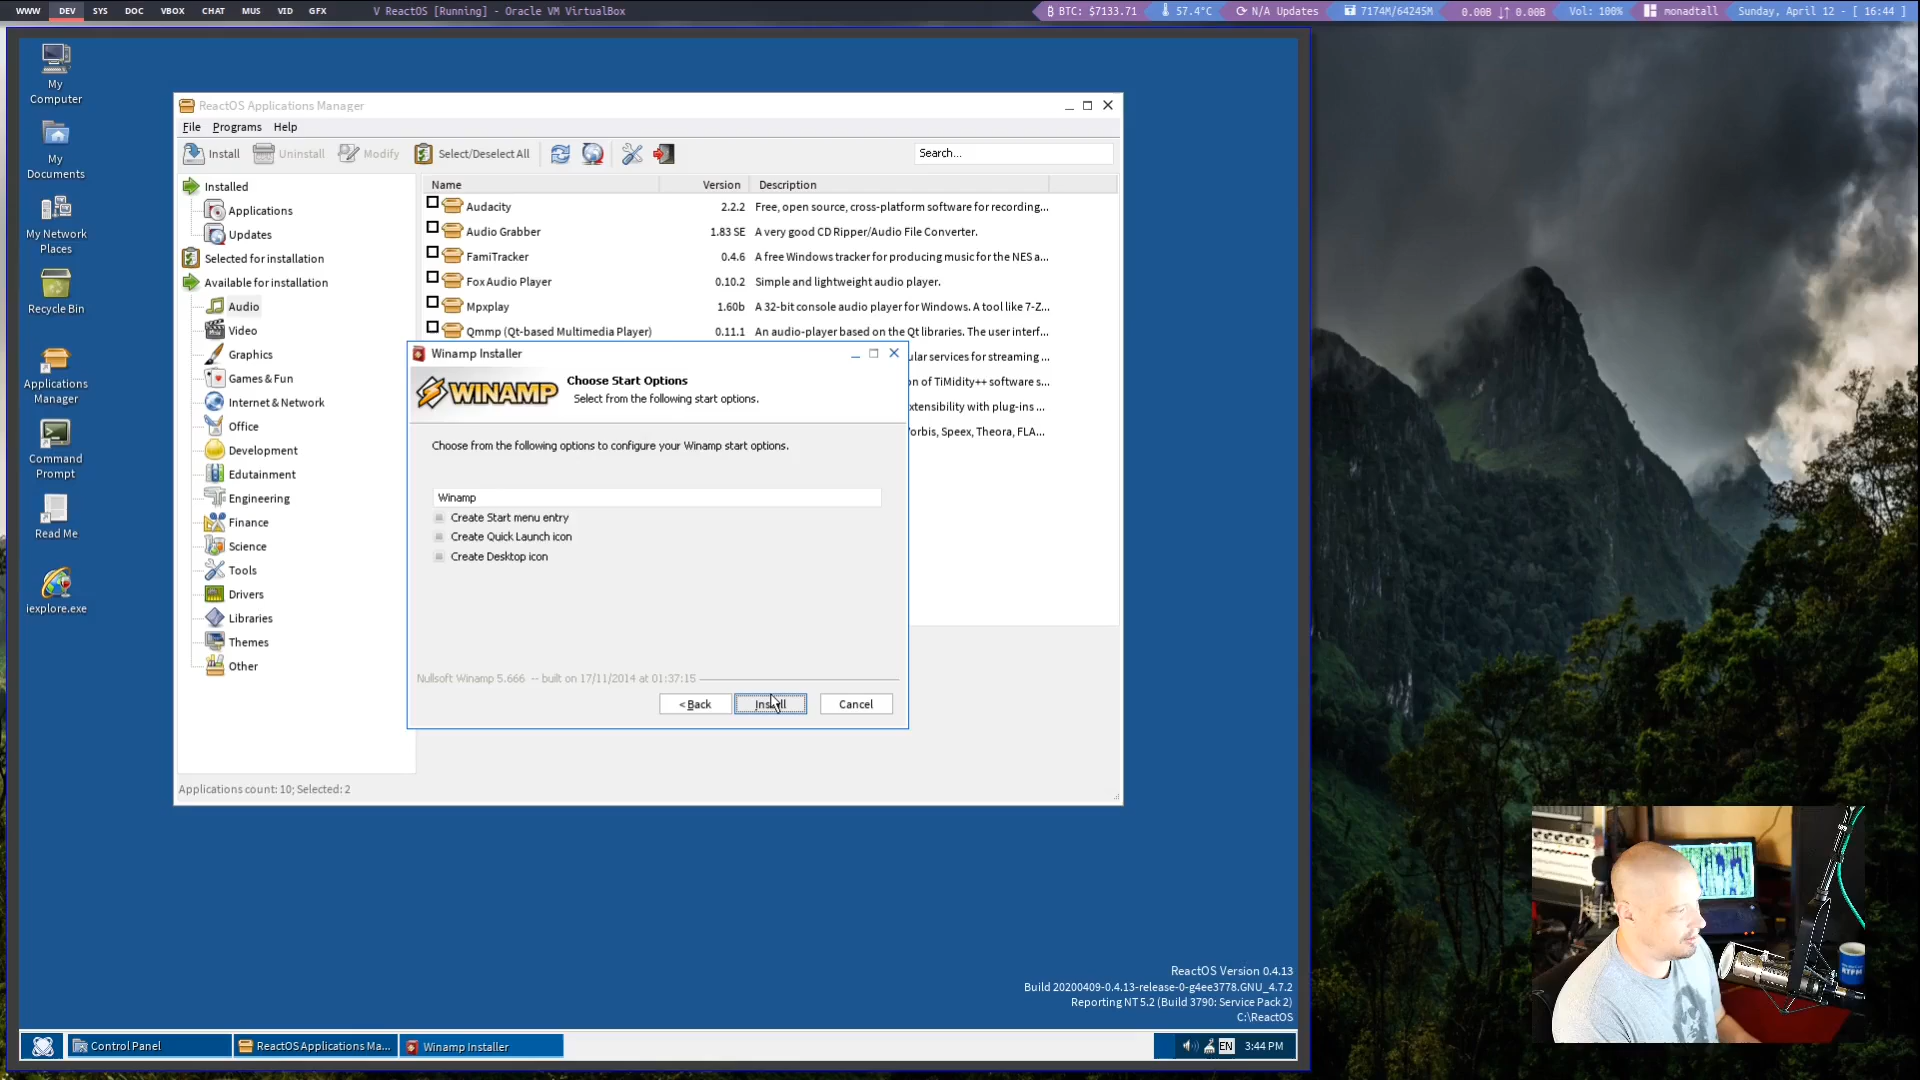 WWW DEV SYS DOC VBOX CHAT MUS VID GFX V ReactOS [Running] - Oracle VM VirtualBox BTC: $7133.71 57.4°C N/A Updates 7174M/64245M 0.00B ↓↑ 0.00B Vol: 100% monadtall Sunday, April 12 - [ 16:44 ]
My Computer
My Documents
My Network Places
Recycle Bin
Applications Manager
Command Prompt
Read Me
iexplore.exe
ReactOS Applications Manager
File Programs Help
Install Uninstall Modify Select/Deselect All Search...
Installed
Applications
Updates
Selected for installation
Available for installation
Audio
Video
Graphics
Games & Fun
Internet & Network
Office
Development
Edutainment
Engineering
Finance
Science
Tools
Drivers
Libraries
Themes
Other
Name Version Description
Audacity 2.2.2 Free, open source, cross-platform software for recording...
Audio Grabber 1.83 SE A very good CD Ripper/Audio File Converter.
FamiTracker 0.4.6 A free Windows tracker for producing music for the NES a...
Fox Audio Player 0.10.2 Simple and lightweight audio player.
Mpxplay 1.60b A 32-bit console audio player for Windows. A tool like 7-Z...
Qmmp (Qt-based Multimedia Player) 0.11.1 An audio-player based on the Qt libraries. The user interf...
services for streaming ...
of TiMidity++ software s...
with plug-ins ...
Speex, Theora, FLA...
Winamp Installer
WINAMP
Choose Start Options
Select from the following start options.
Choose from the following options to configure your Winamp start options.
Winamp
Create Start menu entry
Create Quick Launch icon
Create Desktop icon
Nullsoft Winamp 5.666 -- built on 17/11/2014 at 01:37:15
< Back Install Cancel
Applications count: 10; Selected: 2
ReactOS Version 0.4.13
Build 20200409-0.4.13-release-0-g4ee3778.GNU_4.7.2
Reporting NT 5.2 (Build 3790: Service Pack 2)
C:\ReactOS
Control Panel ReactOS Applications Ma... Winamp Installer EN 3:44 PM
RTFM